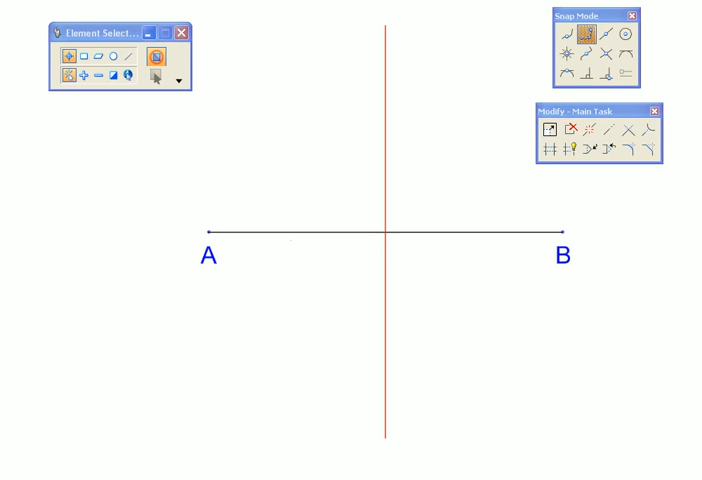 Element Select...
Snap Mode
Modify - Main Task
A
B